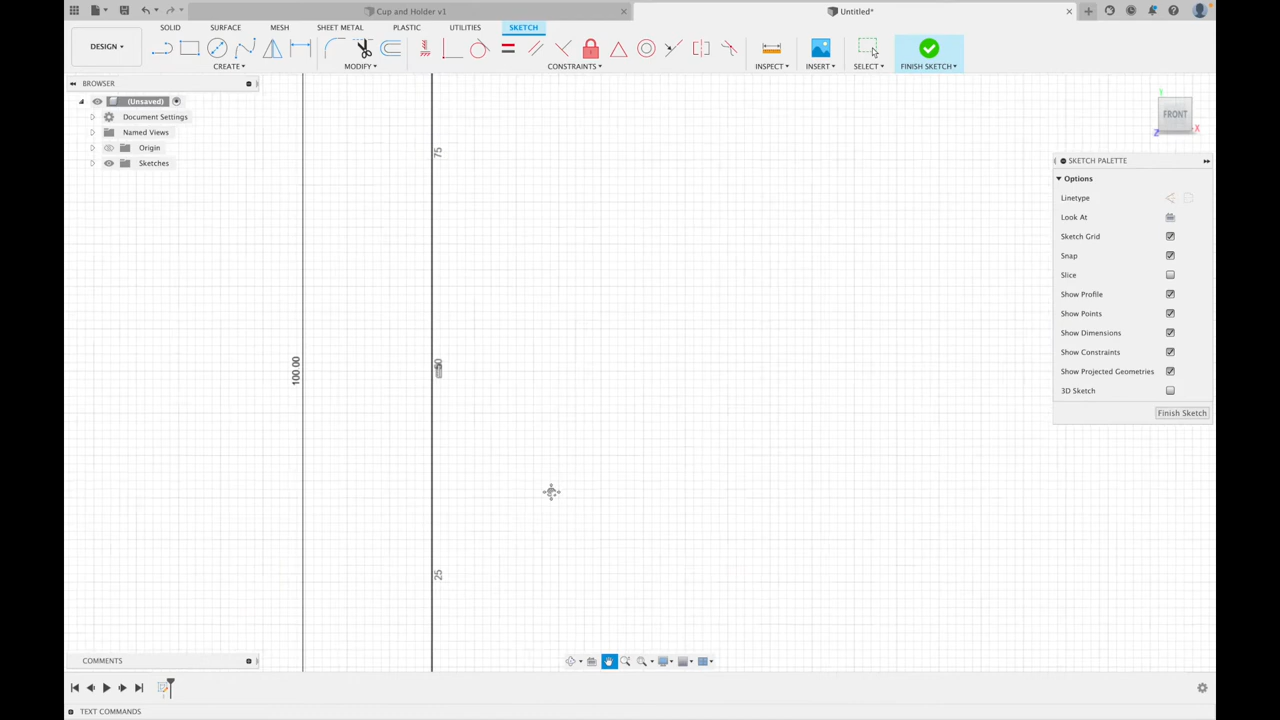 Cup and Holder v1
Untitled*
DESIGN
SOLID
SURFACE
MESH
SHEET METAL
PLASTIC
UTILITIES
SKETCH
CREATE
MODIFY
CONSTRAINTS
INSPECT
INSERT
SELECT
FINISH SKETCH
BROWSER
(Unsaved)
Document Settings
Named Views
Origin
Sketches
75
100.00
25
FRONT
Y
X
Z
SKETCH PALETTE
Options
Linetype
Look At
Sketch Grid
Snap
Slice
Show Profile
Show Points
Show Dimensions
Show Constraints
Show Projected Geometries
3D Sketch
Finish Sketch
COMMENTS
TEXT COMMANDS